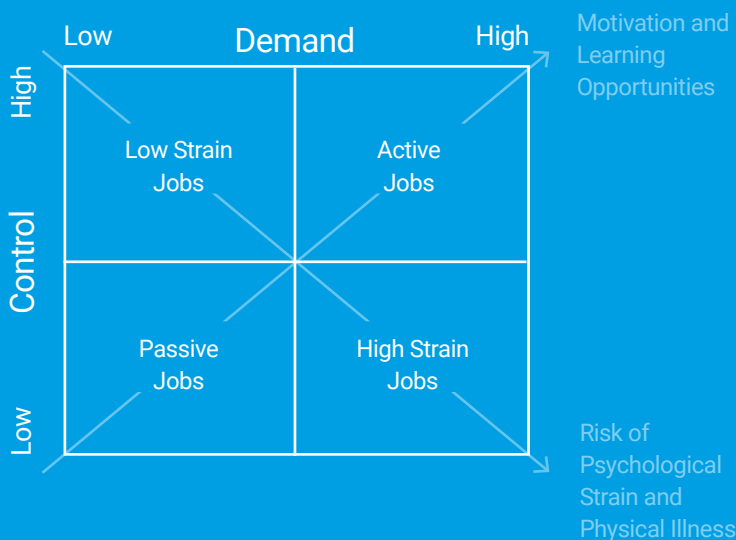 Low
Demand
High
Motivation and
Learning
Opportunities
High
Control
Low
Low Strain
Jobs
Active
Jobs
Passive
Jobs
High Strain
Jobs
Risk of
Psychological
Strain and
Physical Illness